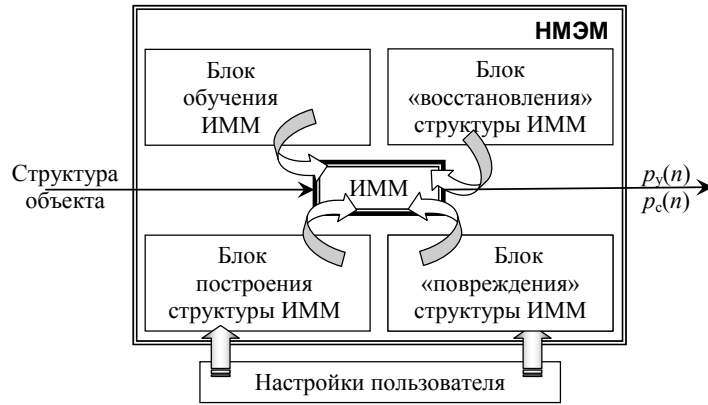 НМЭМ
Блок
обучения
ИММ
Блок
«восстановления»
структуры ИММ
Структура
объекта
ИММ
pу(n)
pс(n)
Блок
построения
структуры ИММ
Блок
«повреждения»
структуры ИММ
Настройки пользователя